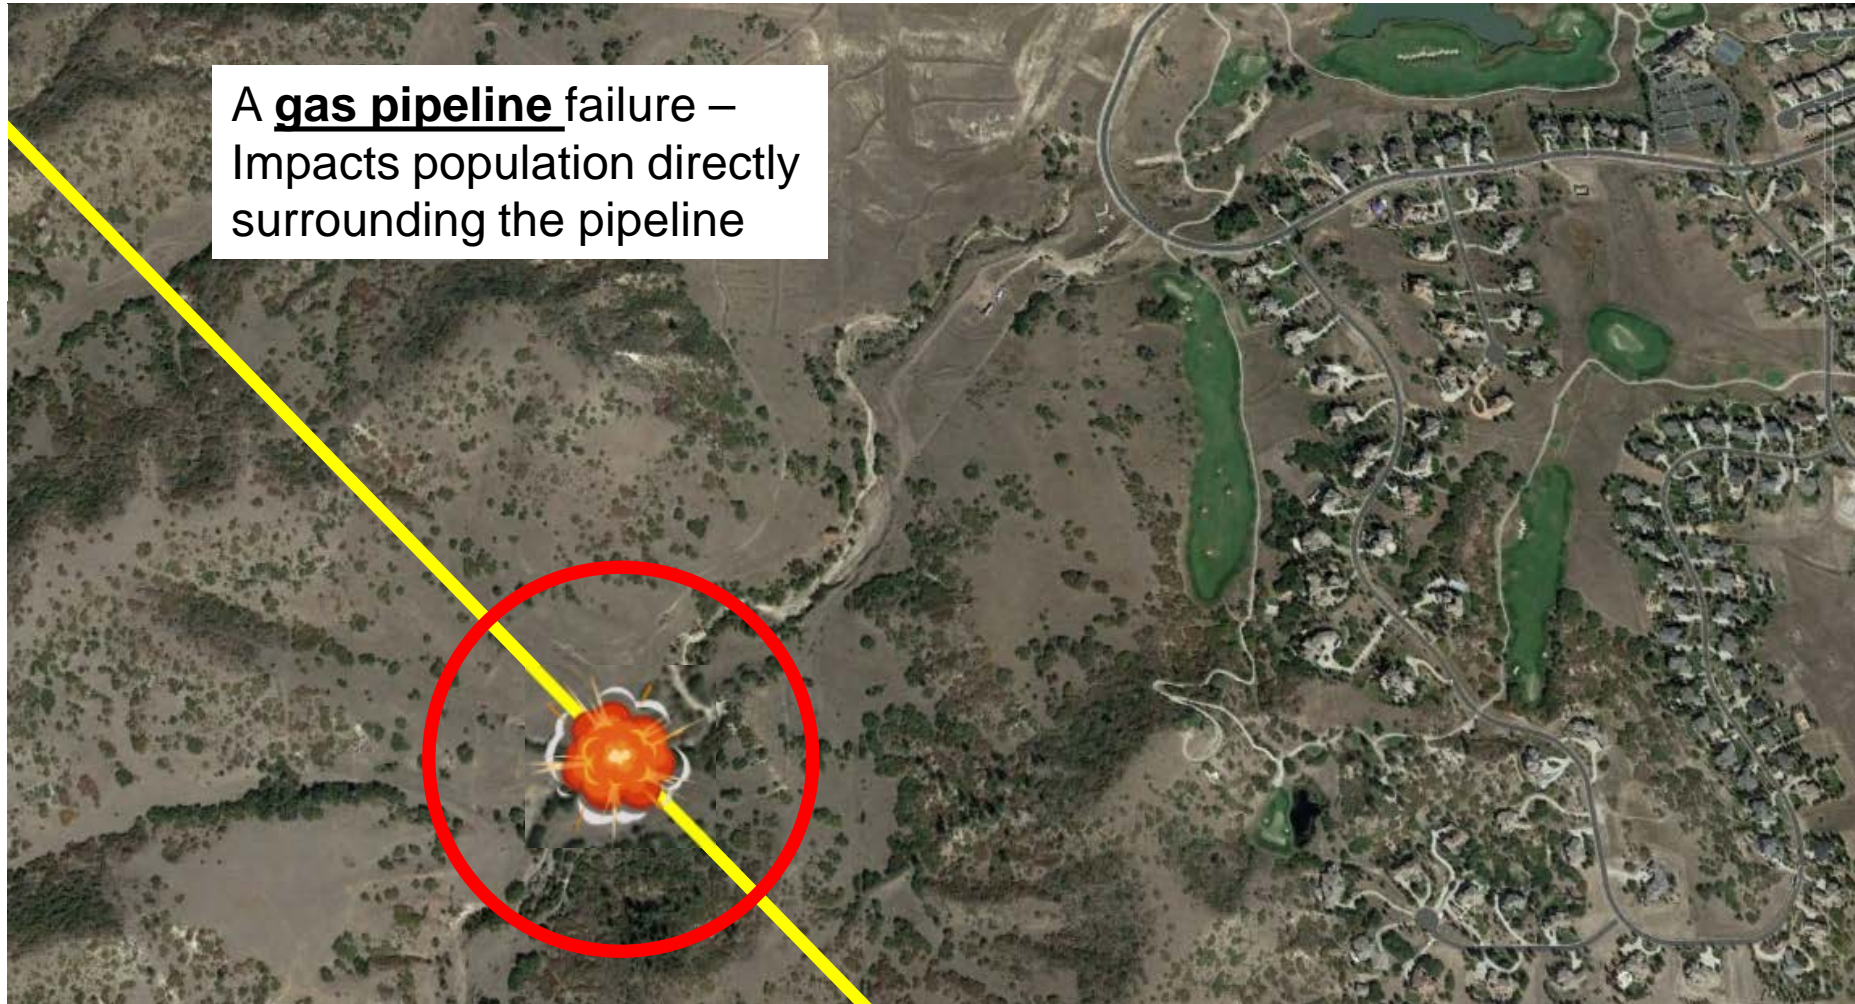 A gas pipeline failure –
Impacts population directly
surrounding the pipeline